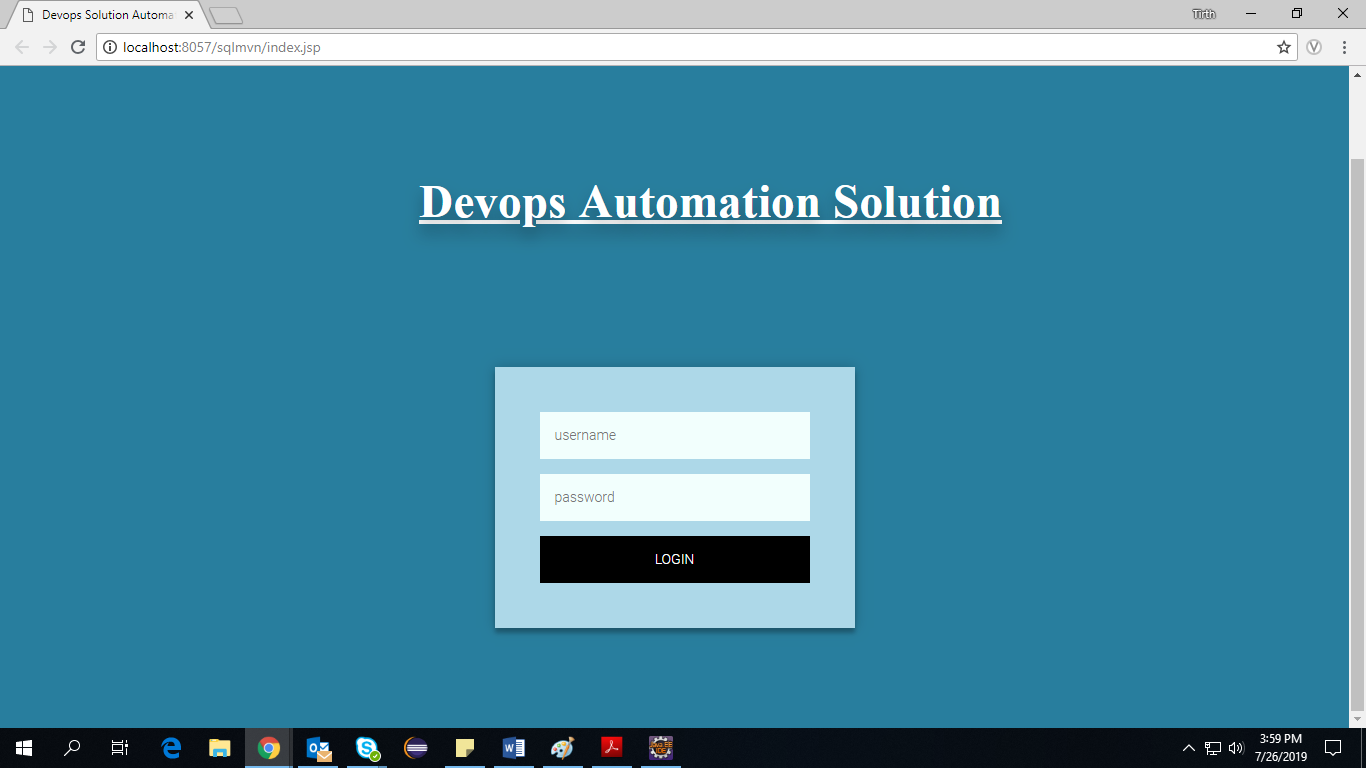 Devops Solution Automa
Tirth
localhost:8057/sqlmvn/index.jsp
Devops Automation Solution
username
password
LOGIN
3:59 PM
7/26/2019